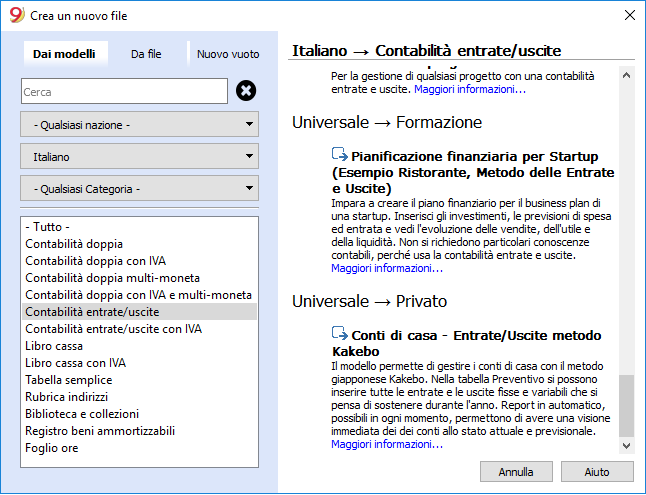 Crea un nuovo file
Dai modelli
Da file
Nuovo vuoto
Cerca
- Qualsiasi nazione -
Italiano
- Qualsiasi Categoria -
- Tutto -
Contabilità doppia
Contabilità doppia con IVA
Contabilità doppia multi-moneta
Contabilità doppia con IVA e multi-moneta
Contabilità entrate/uscite
Contabilità entrate/uscite con IVA
Libro cassa
Libro cassa con IVA
Tabella semplice
Rubrica indirizzi
Biblioteca e collezioni
Registro beni ammortizzabili
Foglio ore
Italiano → Contabilità entrate/uscite
Per la gestione di qualsiasi progetto con una contabilità
entrate e uscite. Maggiori informazioni...
Universale → Formazione
Pianificazione finanziaria per Startup
(Esempio Ristorante, Metodo delle Entrate
e Uscite)
Impara a creare il piano finanziario per il business plan di
una startup. Inserisci gli investimenti, le previsioni di spesa
ed entrata e vedi l'evoluzione delle vendite, dell'utile e
della liquidità. Non si richiedono particolari conoscenze
contabili, perché usa la contabilità entrate e uscite.
Maggiori informazioni...
Universale → Privato
Conti di casa - Entrate/Uscite metodo
Kakebo
Il modello permette di gestire i conti di casa con il metodo
giapponese Kakebo. Nella tabella Preventivo si possono
inserire tutte le entrate e le uscite fisse e variabili che si
pensa di sostenere durante l'anno. Report in automatico,
possibili in ogni momento, permettono di avere una visione
immediata dei dei conti allo stato attuale e previsionale.
Maggiori informazioni...
Annulla
Aiuto